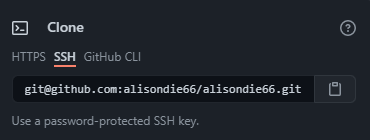 Clone
HTTPS SSH GitHub CLI
git@github.com:alisondie66/alisondie66.git
Use a password-protected SSH key.